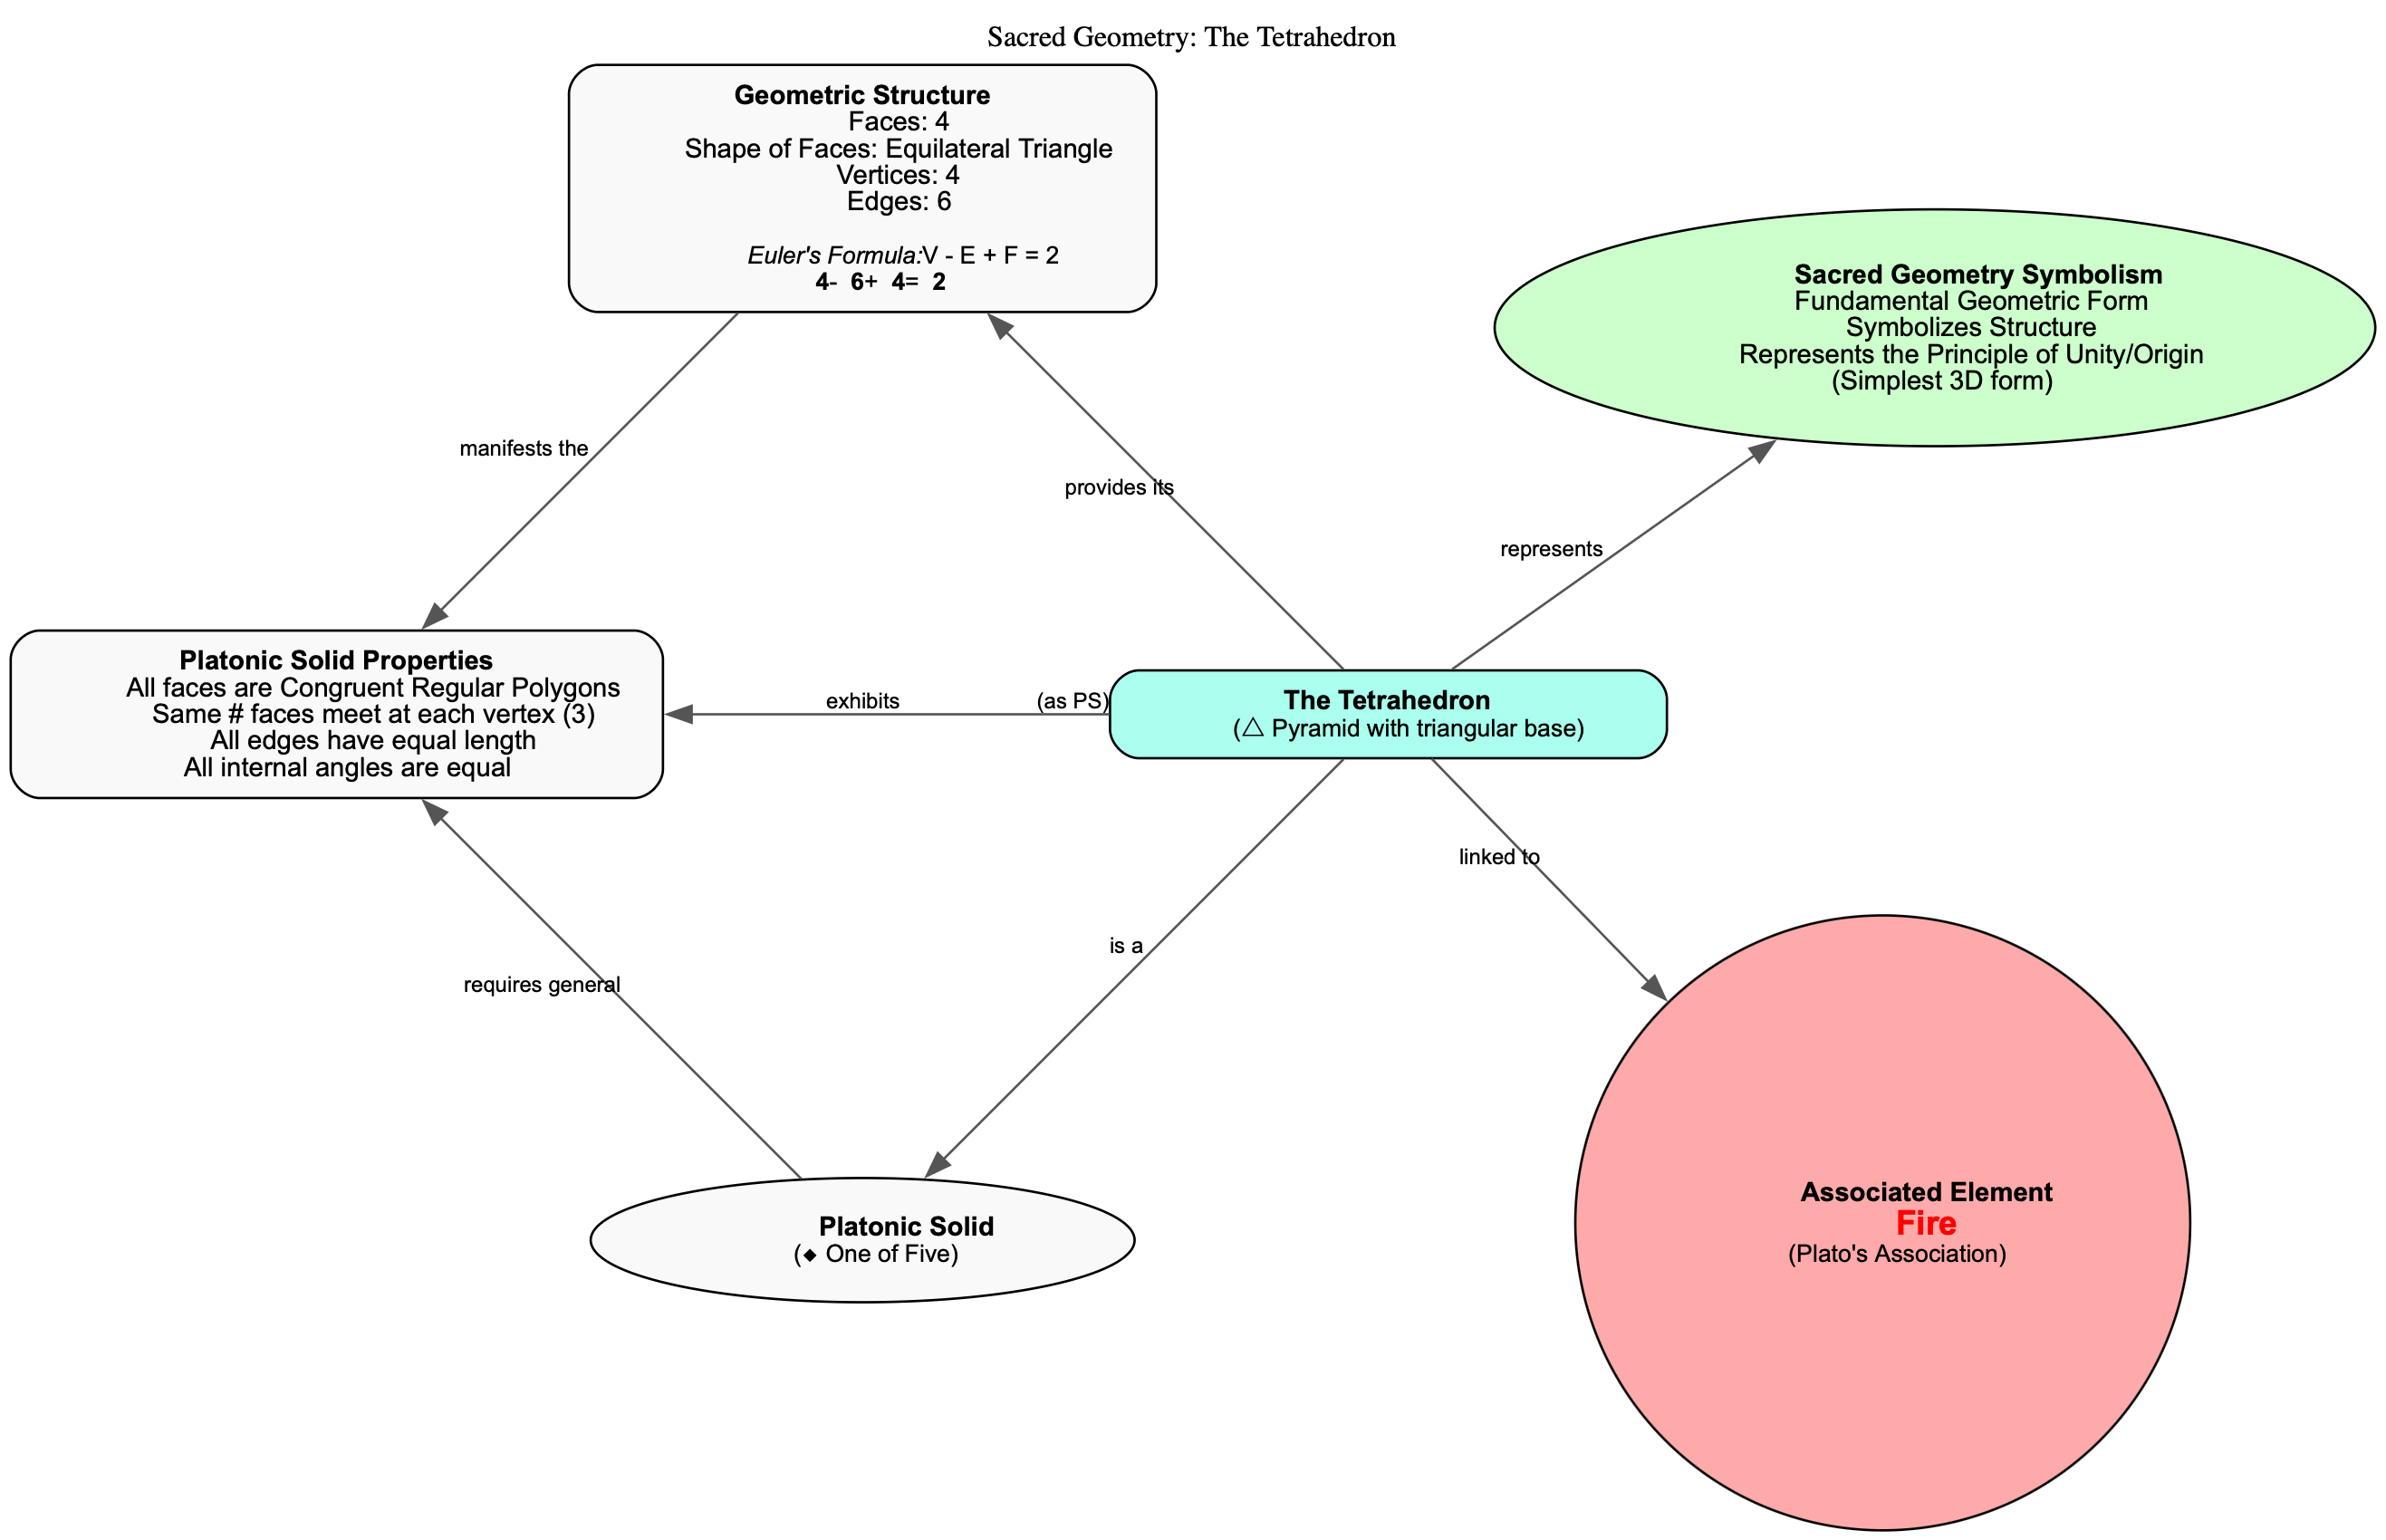 Sacred Geometry: The Tetrahedron
Geometric Structure
Faces: 4
Shape of Faces: Equilateral Triangle
Vertices: 4
Edges: 6
Euler's Formula:V - E + F = 2
4- 6+ 4= 2
Sacred Geometry Symbolism
Fundamental Geometric Form
Symbolizes Structure
Represents the Principle of Unity/Origin
(Simplest 3D form)
manifests the
provides its
represents
Platonic Solid Properties
All faces are Congruent Regular Polygons
Same # faces meet at each vertex (3)
All edges have equal length
All internal angles are equal
exhibits
(as PS)
The Tetrahedron
(△ Pyramid with triangular base)
linked to
is a
requires general
Platonic Solid
(◆ One of Five)
Associated Element
Fire
(Plato's Association)